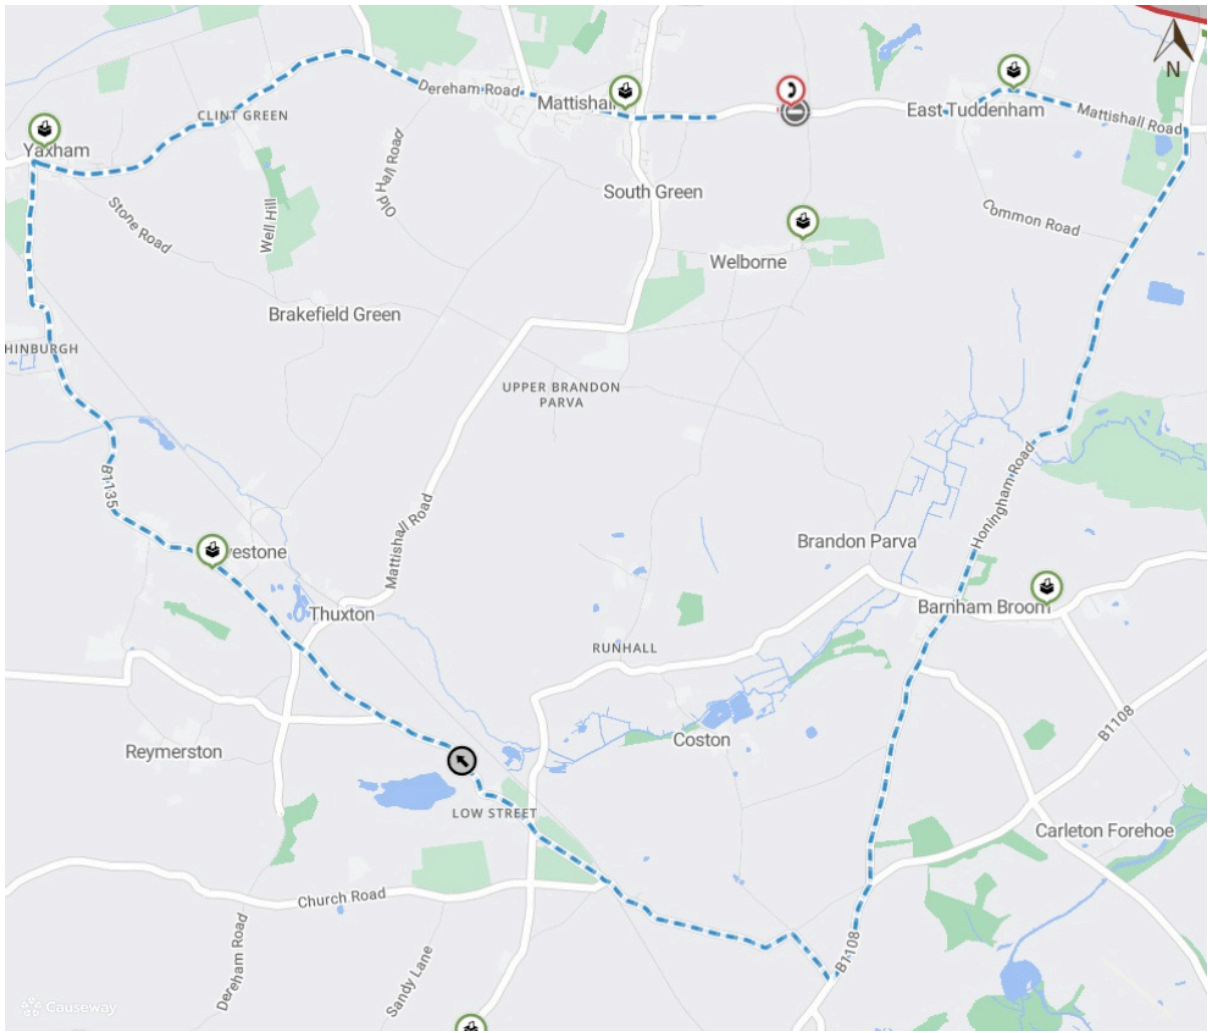 N
Dereham Road
Mattishall
East Tuddenham
Mattishall Road
CLINT GREEN
Yaxham
Stone Road
Well Hill
Old Hall Road
South Green
Common Road
Welborne
Brakefield Green
HINBURGH
UPPER BRANDON
PARVA
B1135
Mattishall Road
Honingham Road
Brandon Parva
vestone
Thuxton
Barnham Broom
RUNHALL
Reymerston
Coston
B1108
LOW STREET
Carleton Forehoe
Church Road
Dereham Road
Sandy Lane
B1108
Causeway